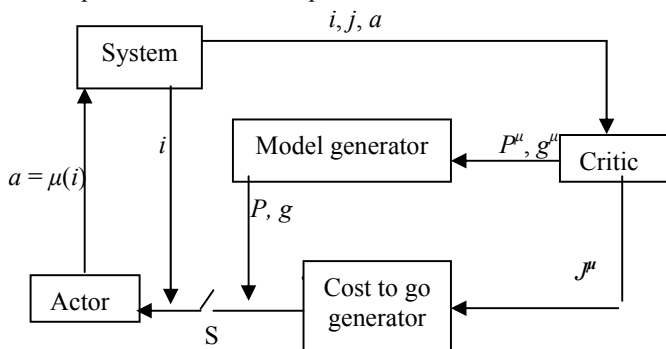 i, j, a
System
i
Model generator
P^μ, g^μ
Critic
a = μ(i)
P, g
J^μ
Cost to go
generator
Actor
S